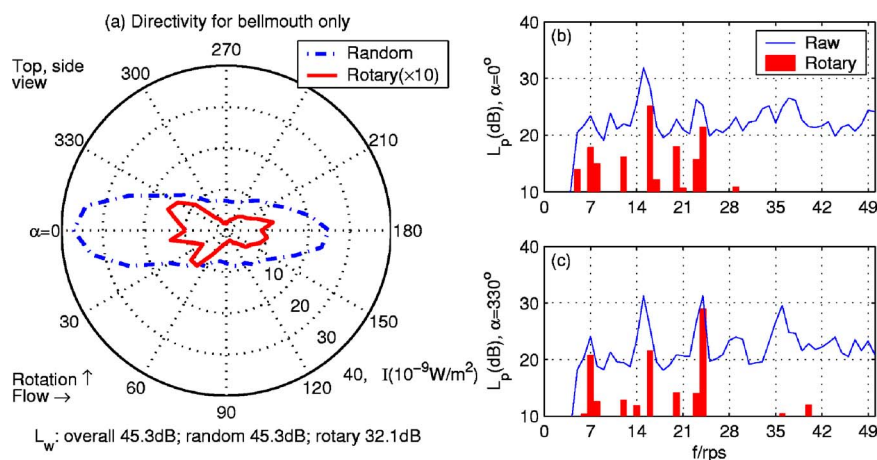 (a) Directivity for bellmouth only
Top, side
view
270
300
330
210
α=0
180
30
150
60
120
90
10
20
30
40, I(10⁻⁹W/m²)
Random
Rotary(×10)
Rotation ↑
Flow →
L_w: overall 45.3dB; random 45.3dB; rotary 32.1dB
(b)
Raw
Rotary
L_p(dB), α=0°
40
30
20
10
0 7 14 21 28 35 42 49
(c)
L_p(dB), α=330°
40
30
20
10
0 7 14 21 28 35 42 49
f/rps